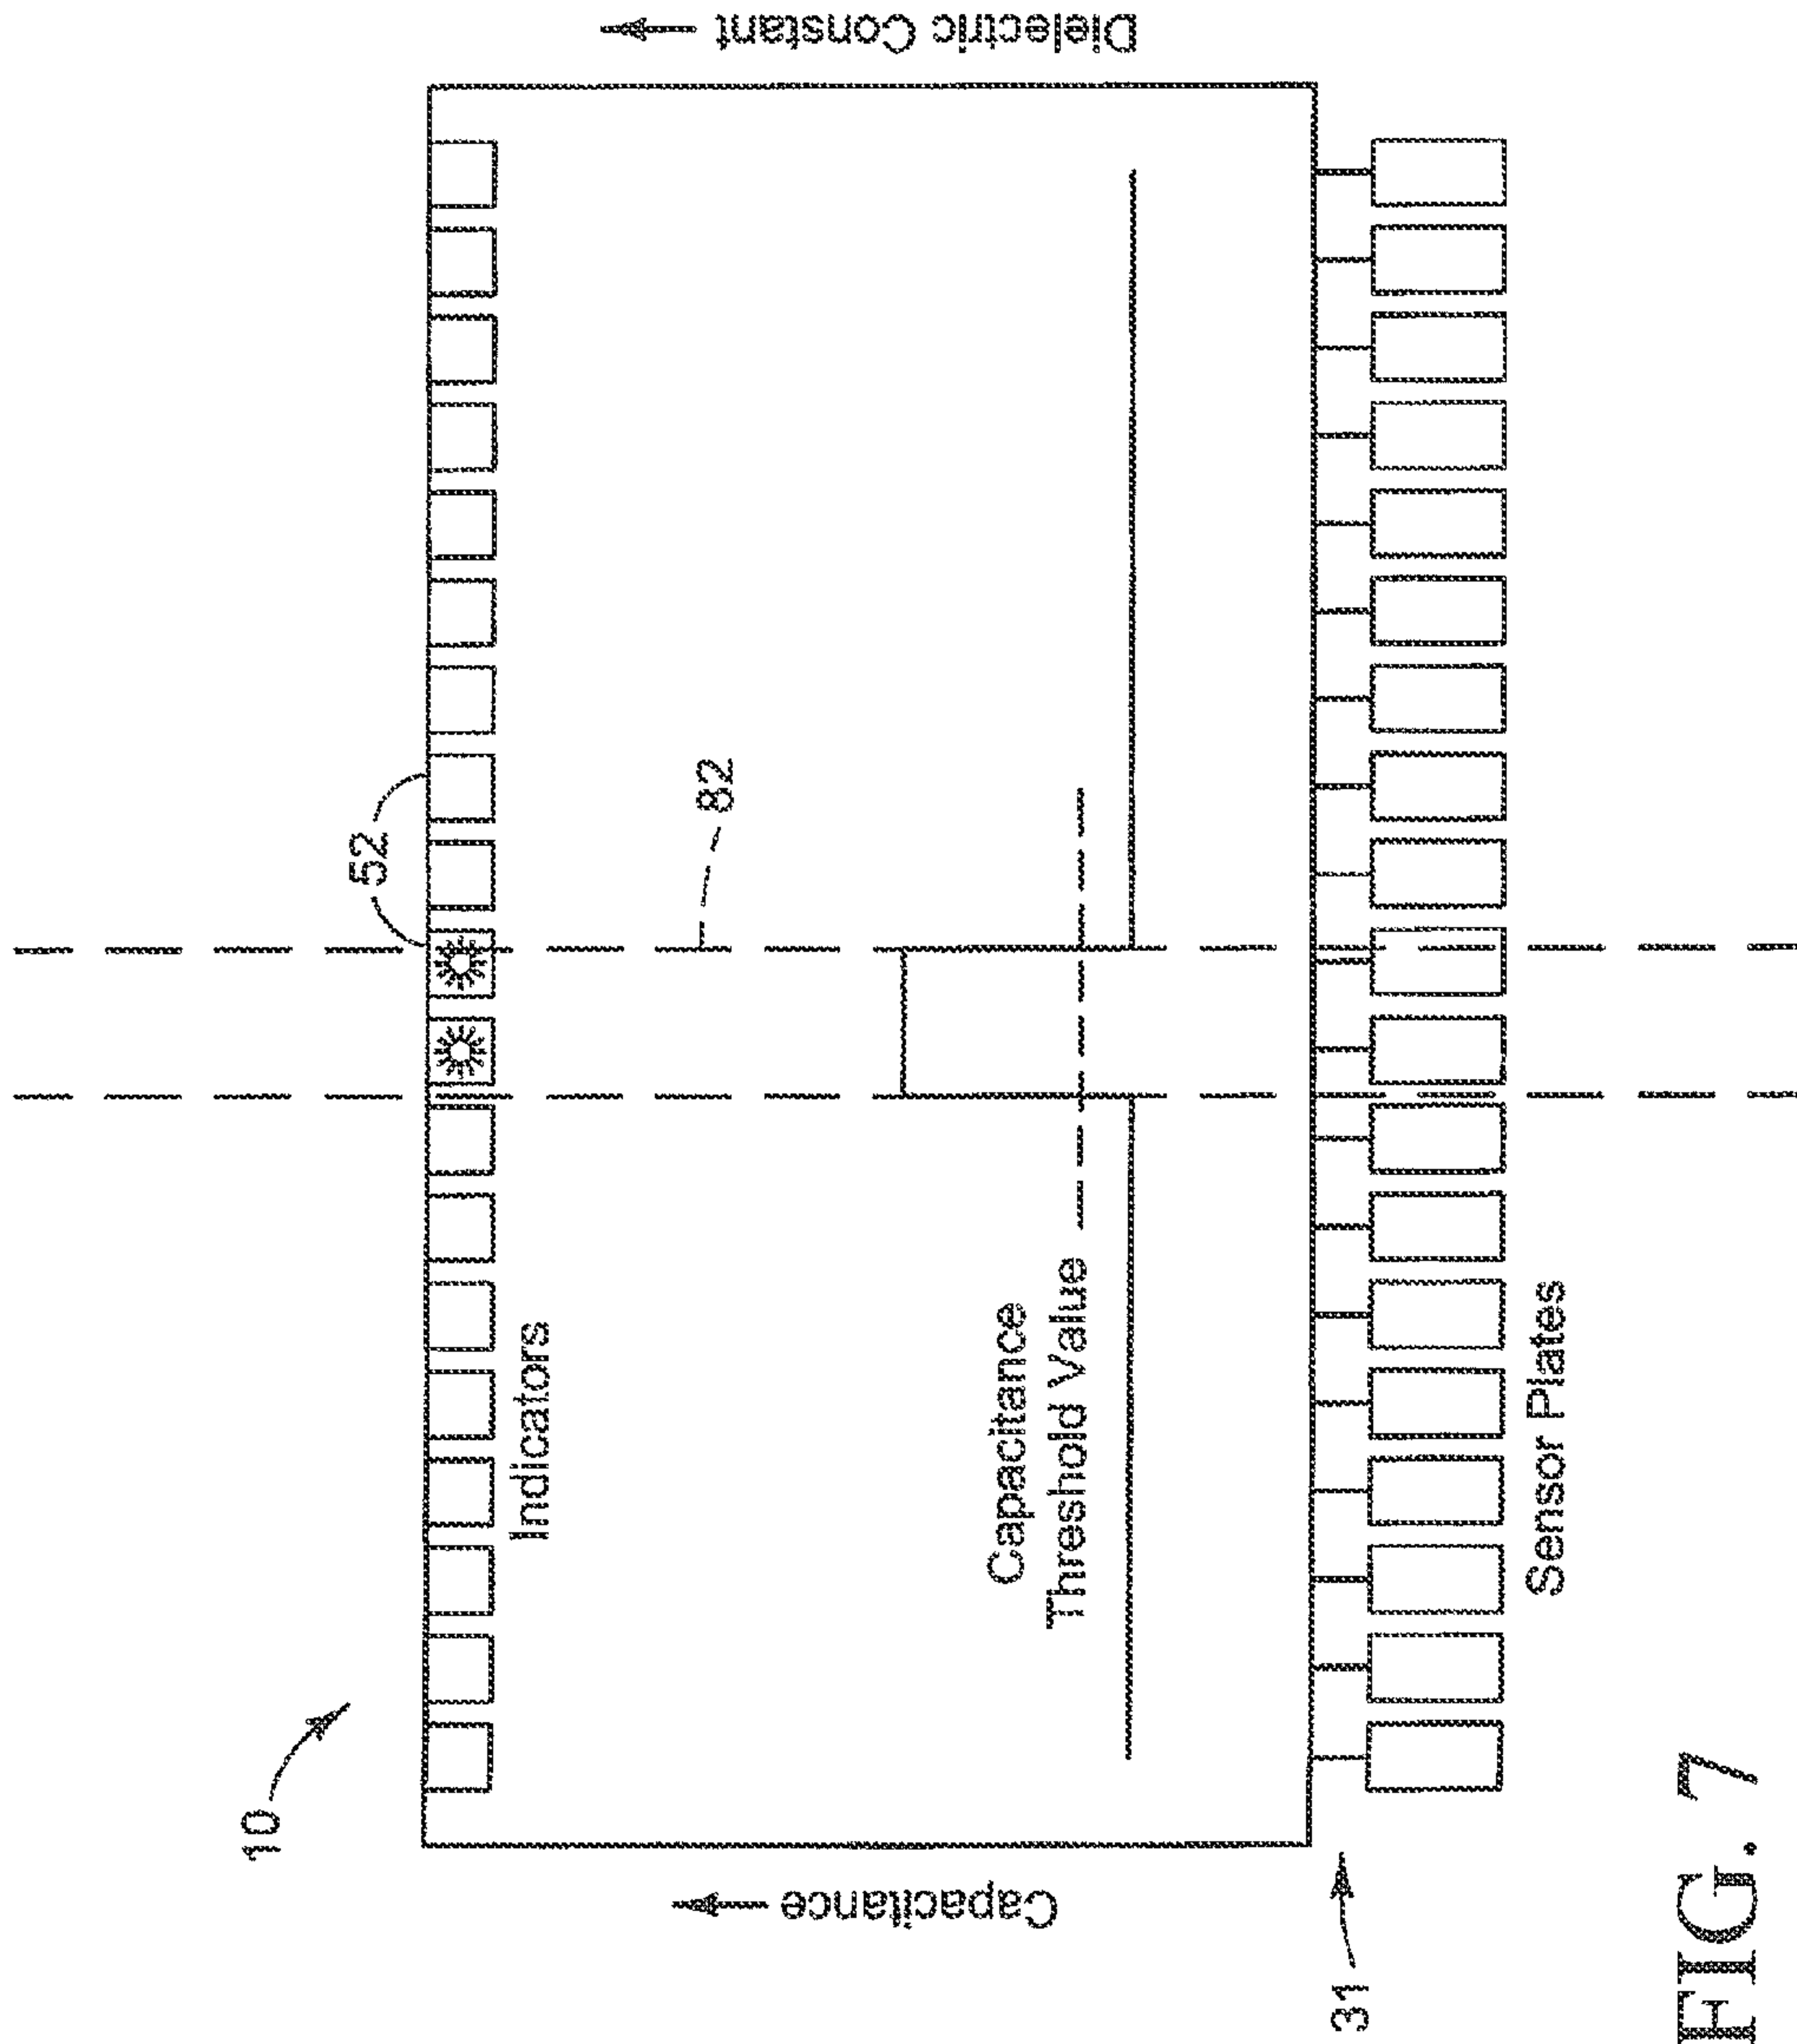 10
52
Indicators
82
Capacitance
Threshold Value
Capacitance
Dielectric Constant
31
Sensor Plates
FIG. 7